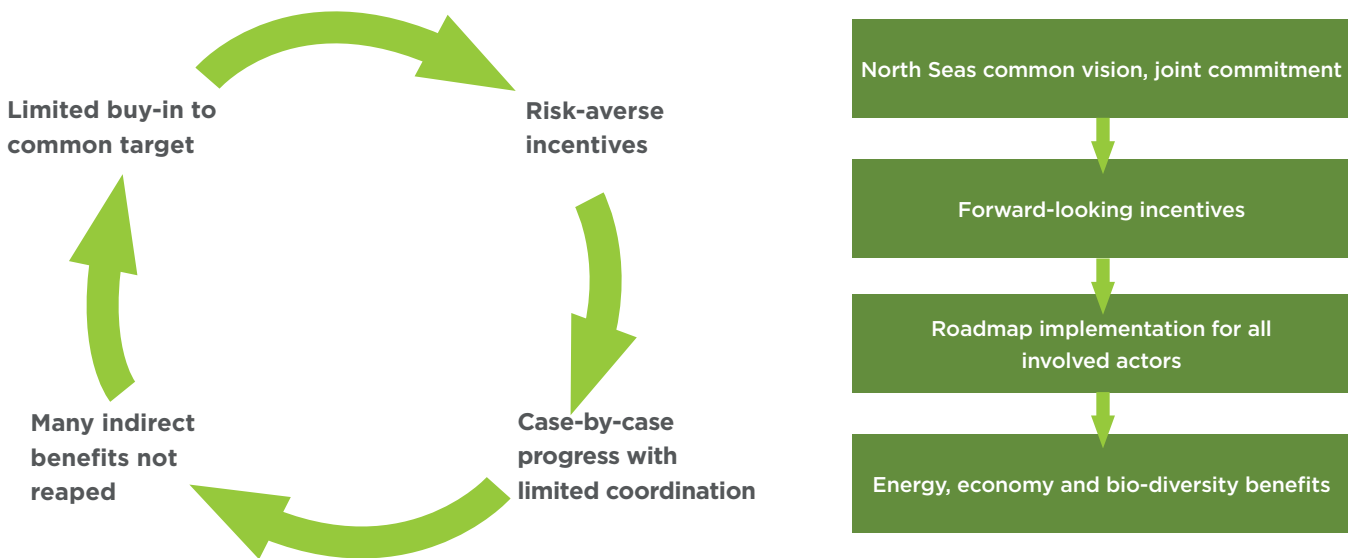 Limited buy-in to
common target
Risk-averse
incentives
Case-by-case
progress with
limited coordination
Many indirect
benefits not
reaped
North Seas common vision, joint commitment
Forward-looking incentives
Roadmap implementation for all
involved actors
Energy, economy and bio-diversity benefits